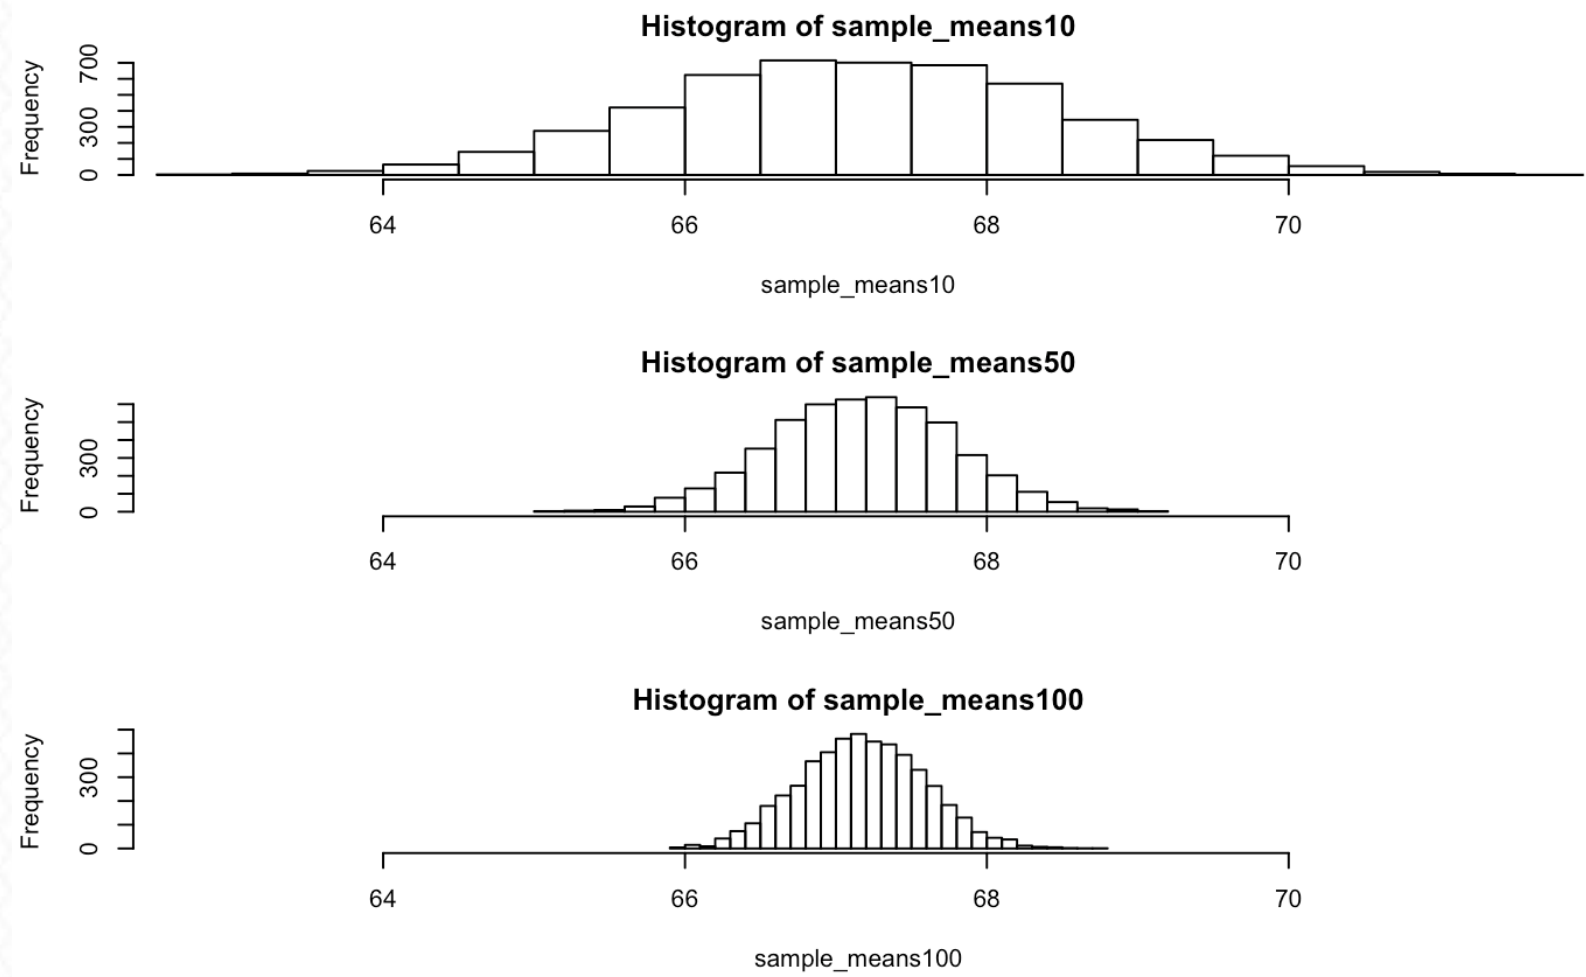 Histogram of sample_means10
Frequency
700
300
0
64 66 68 70
sample_means10
Histogram of sample_means50
Frequency
300
0
64 66 68 70
sample_means50
Histogram of sample_means100
Frequency
300
0
64 66 68 70
sample_means100